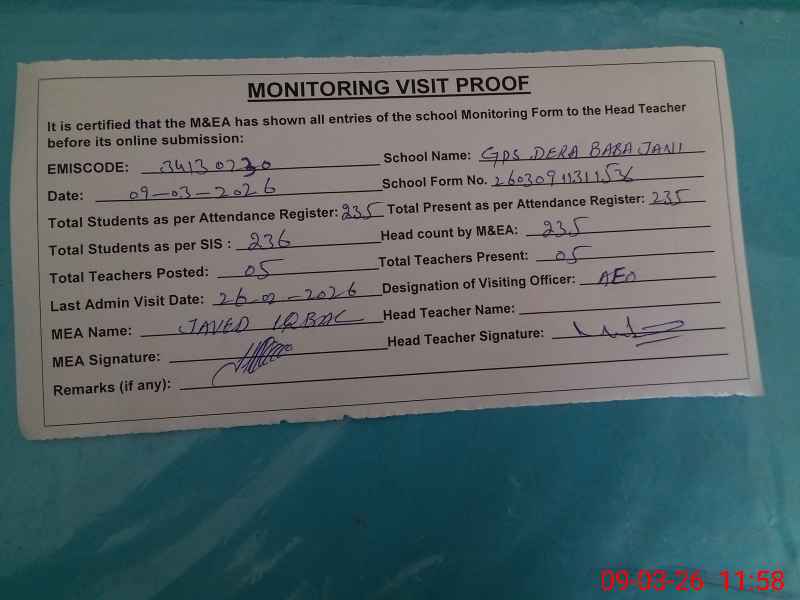 MONITORING VISIT PROOF
It is certified that the M&EA has shown all entries of the school Monitoring Form to the Head Teacher
before its online submission:
EMISCODE: 34130230 School Name: GPS DERA BABA JANI
Date: 09-03-2026 School Form No. 26030911311536
Total Students as per Attendance Register: 235 Total Present as per Attendance Register: 235
Total Students as per SIS : 236 Head count by M&EA: 235
Total Teachers Posted: 05 Total Teachers Present: 05
Last Admin Visit Date: 26-02-2026 Designation of Visiting Officer: AEO
MEA Name: JAVED IQBAL Head Teacher Name:
MEA Signature: Head Teacher Signature:
Remarks (if any):
09-03-26 11:58